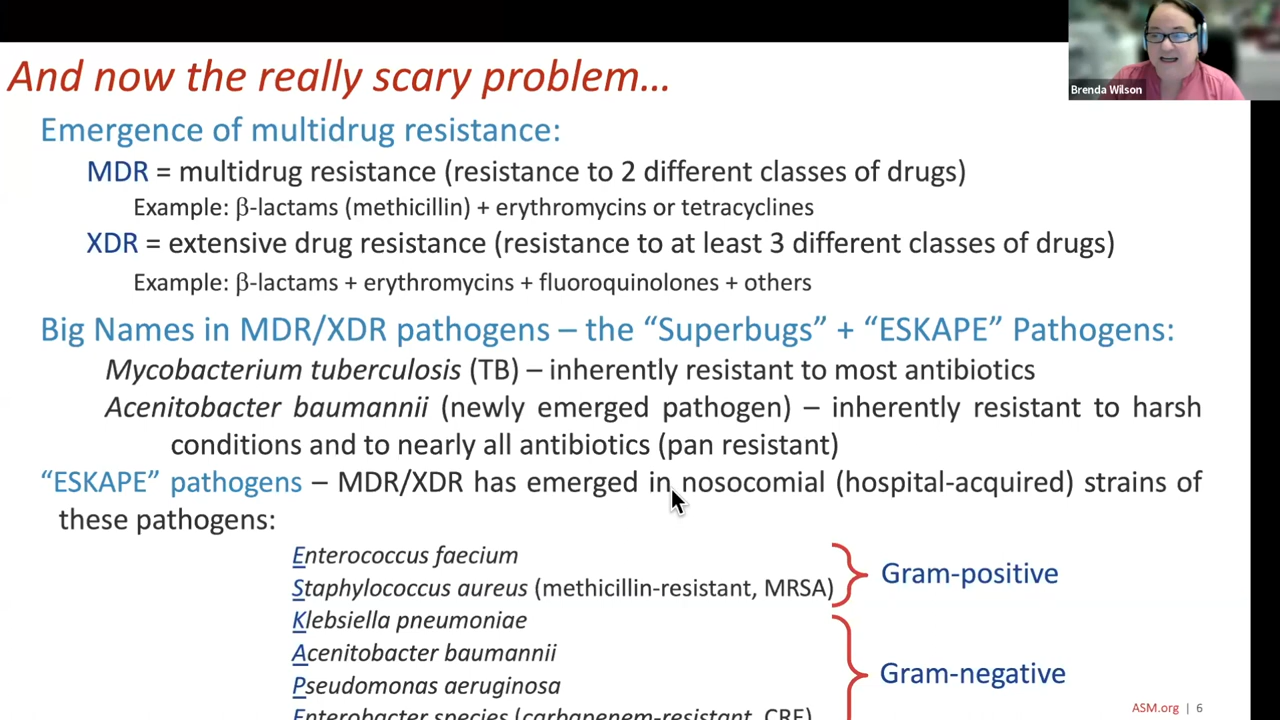 And now the really scary problem...
Brenda Wilson
Emergence of multidrug resistance:
MDR = multidrug resistance (resistance to 2 different classes of drugs)
Example: β-lactams (methicillin) + erythromycins or tetracyclines
XDR = extensive drug resistance (resistance to at least 3 different classes of drugs)
Example: β-lactams + erythromycins + fluoroquinolones + others
Big Names in MDR/XDR pathogens – the “Superbugs” + “ESKAPE” Pathogens:
Mycobacterium tuberculosis (TB) – inherently resistant to most antibiotics
Acenitobacter baumannii (newly emerged pathogen) – inherently resistant to harsh
conditions and to nearly all antibiotics (pan resistant)
“ESKAPE” pathogens – MDR/XDR has emerged in nosocomial (hospital-acquired) strains of
these pathogens:
Enterococcus faecium
Staphylococcus aureus (methicillin-resistant, MRSA)
Gram-positive
Klebsiella pneumoniae
Acenitobacter baumannii
Pseudomonas aeruginosa
Enterobacter species (carbapenem-resistant, CRE)
Gram-negative
ASM.org | 6